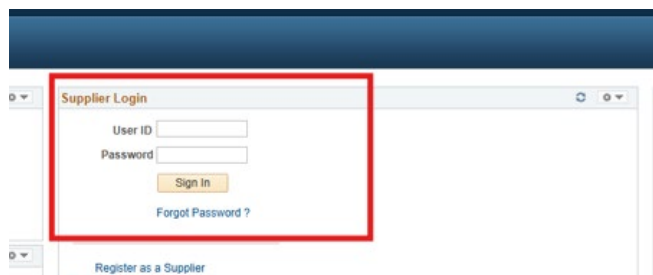 Supplier Login
User ID
Password
Sign In
Forgot Password ?
Register as a Supplier